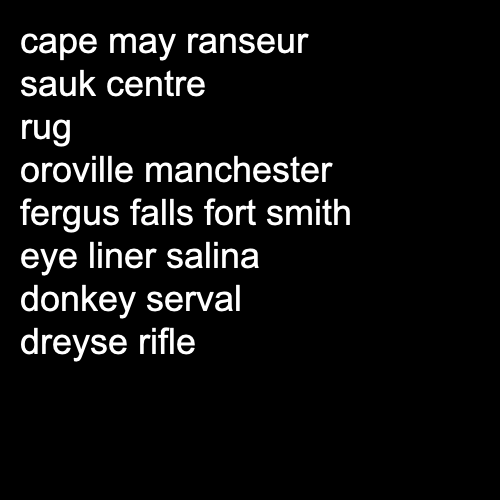 cape may ranseur
sauk centre
rug
oroville manchester
fergus falls fort smith
eye liner salina
donkey serval
dreyse rifle